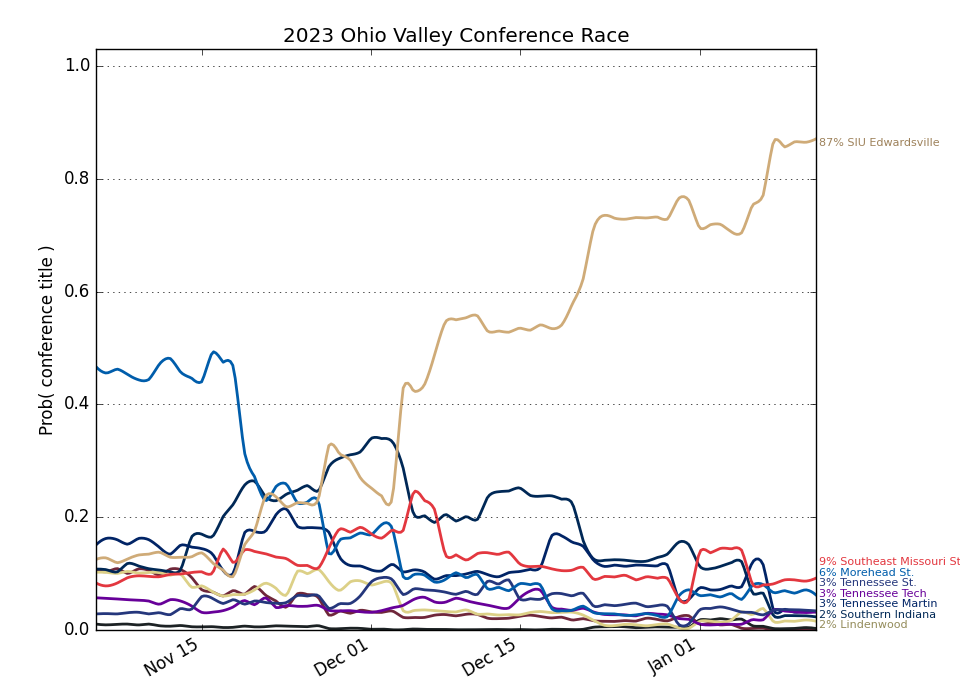 2023 Ohio Valley Conference Race
Prob( conference title )
1.0
0.8
0.6
0.4
0.2
0.0
Nov 15
Dec 01
Dec 15
Jan 01
87% SIU Edwardsville
9% Southeast Missouri St
6% Morehead St.
3% Tennessee St.
3% Tennessee Tech
3% Tennessee Martin
2% Southern Indiana
2% Lindenwood